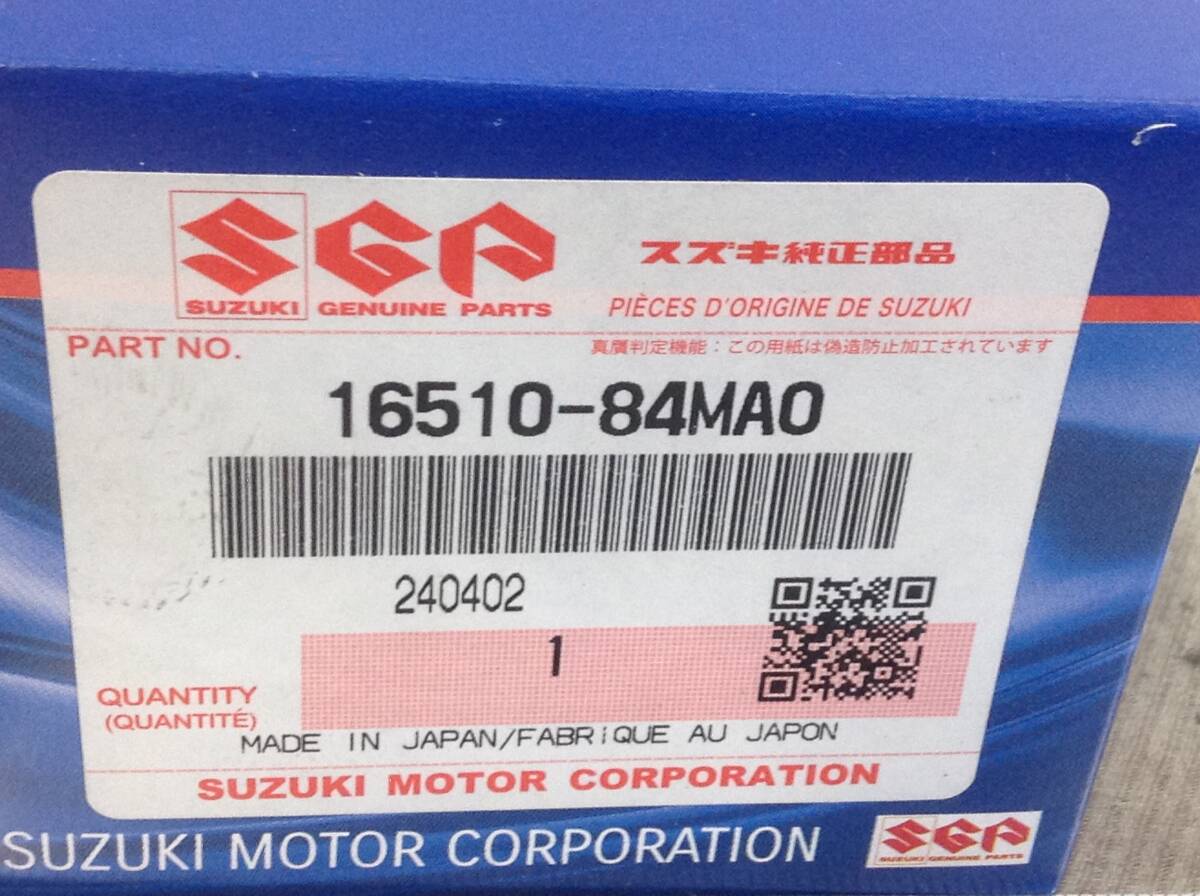 SGP
SUZUKI GENUINE PARTS
スズキ純正部品
PIÈCES D'ORIGINE DE SUZUKI
PART NO.
真贋判定機能:この用紙は偽造防止加工されています
16510-84MA0
240402
1
QUANTITY
(QUANTITÉ)
MADE IN JAPAN/FABRiQUE AU JAPON
SUZUKI MOTOR CORPORATION
SUZUKI MOTOR CORPORATION
SGP
SUZUKI GENUINE PARTS